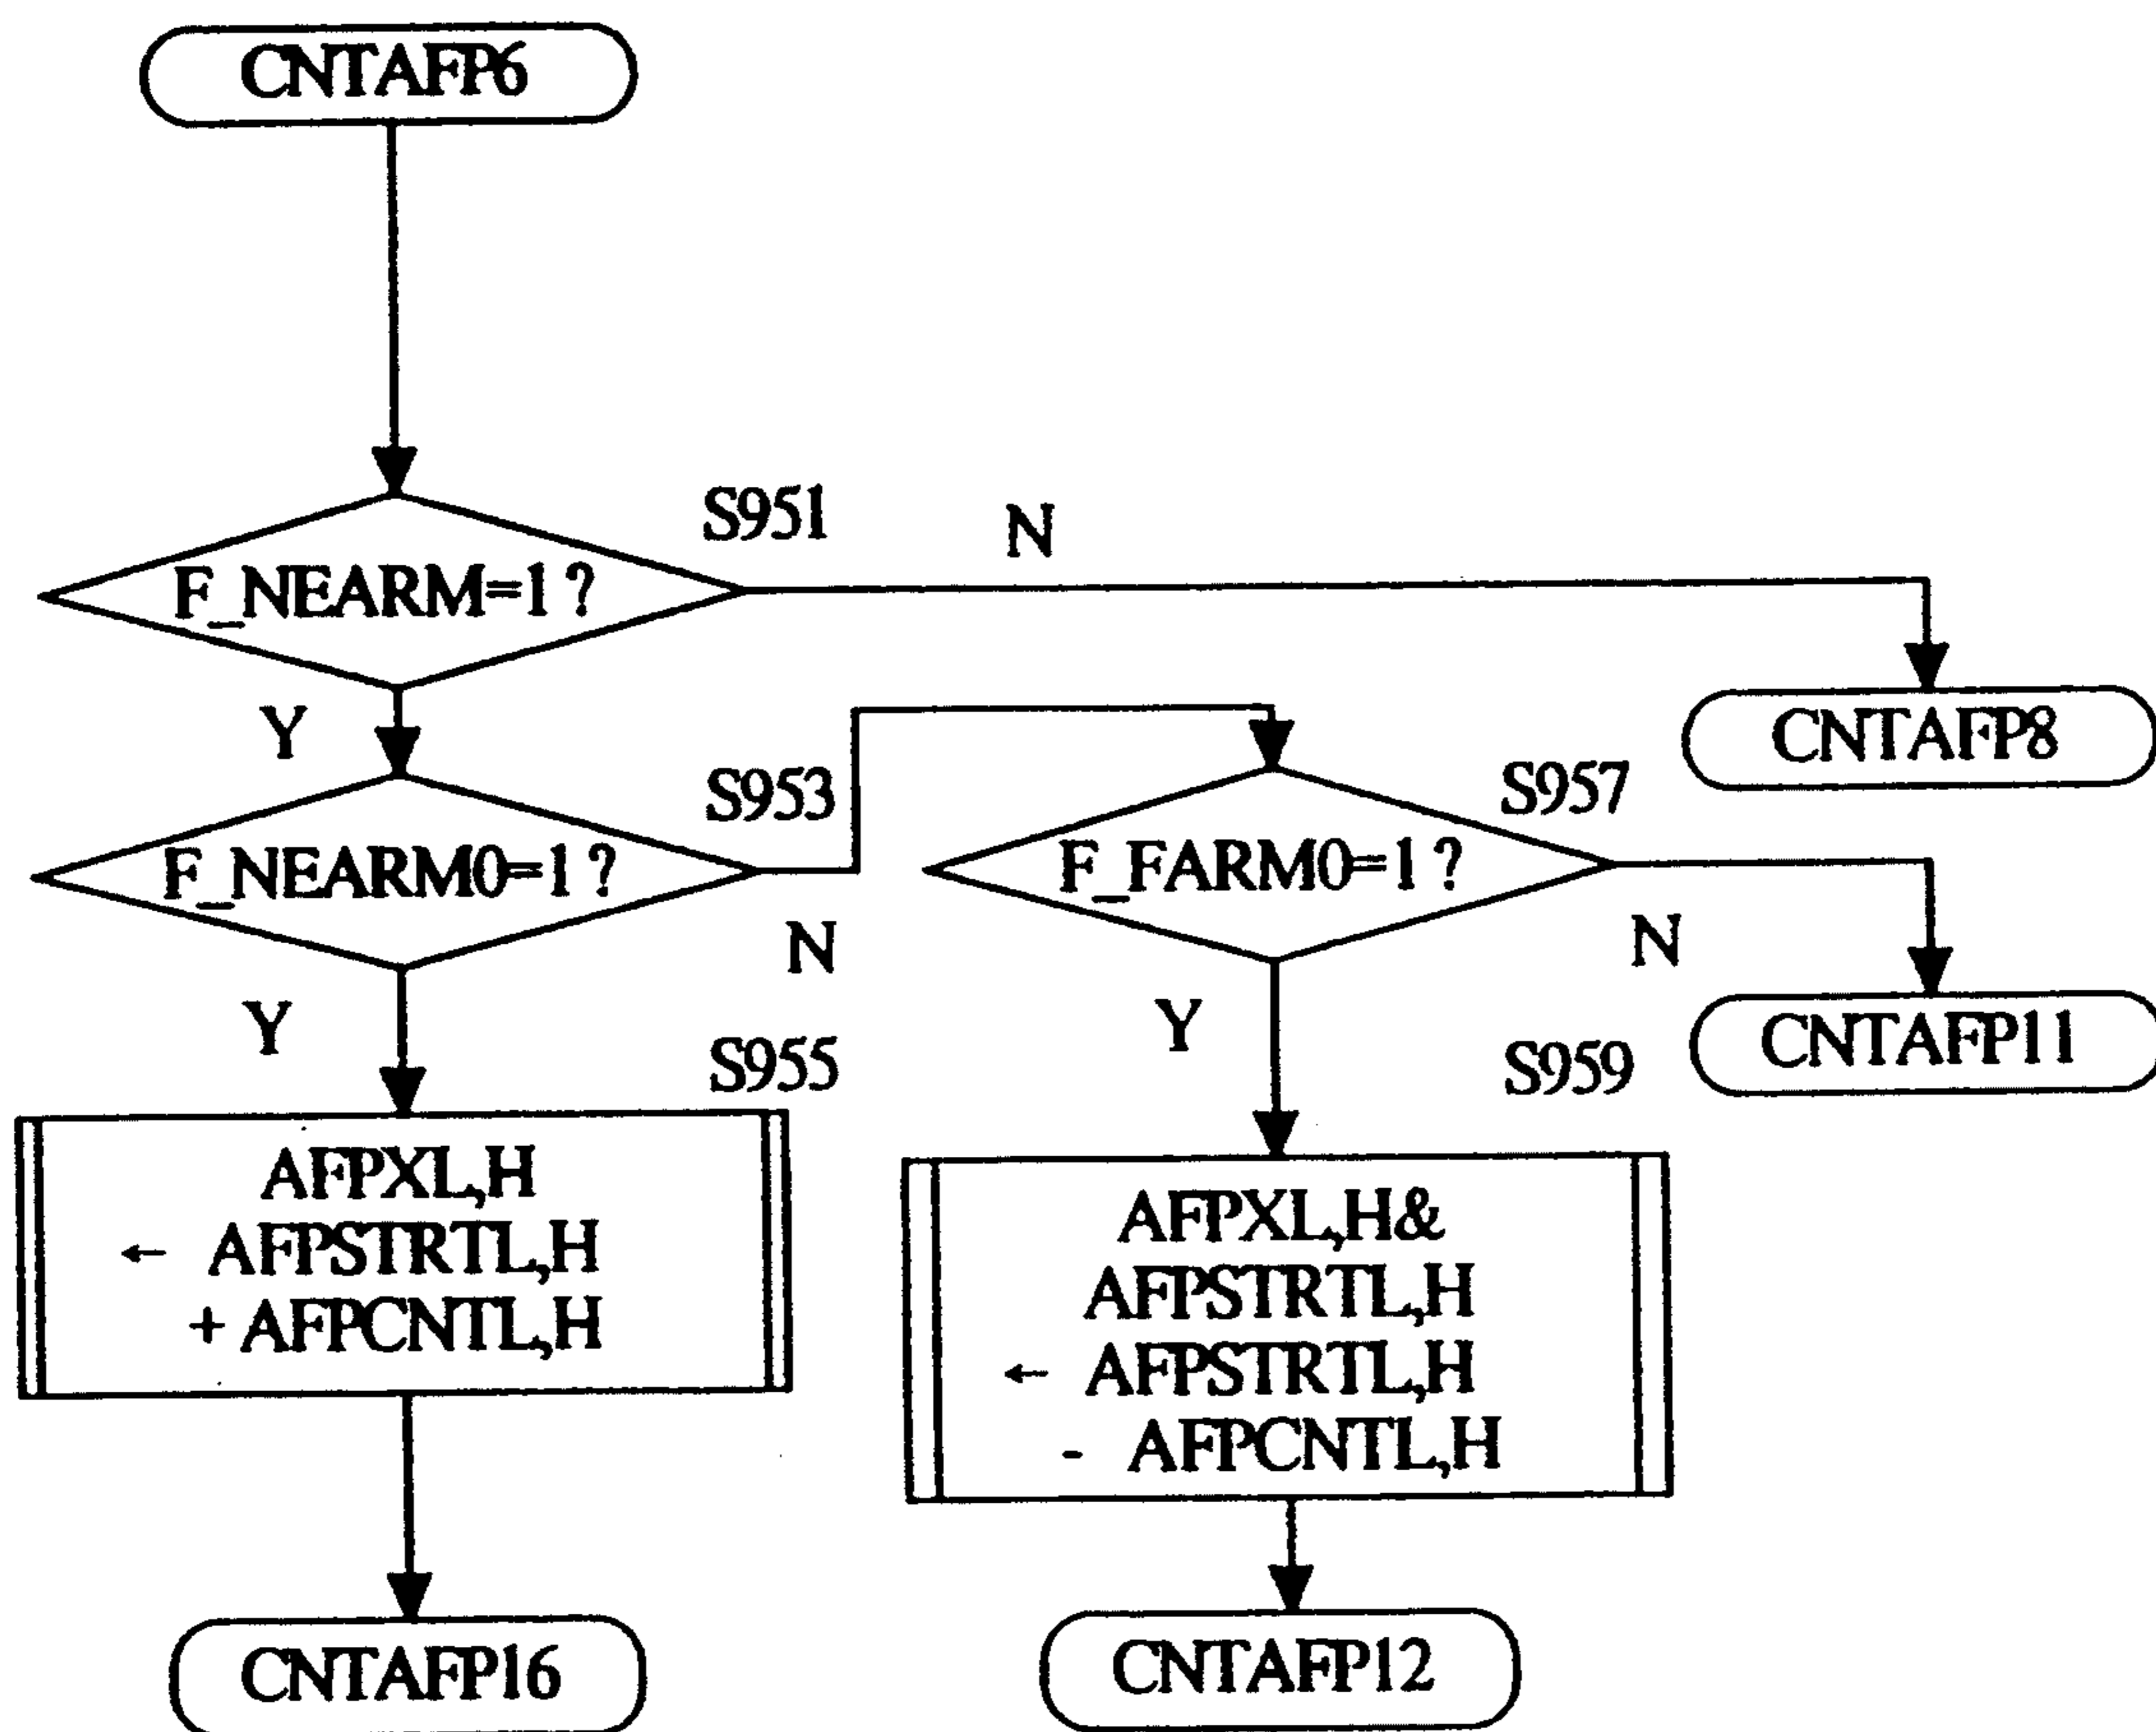 CNTAFP6
S951
N
F_NEARM=1 ?
Y
CNTAFP8
S953
S957
F_NEARM0=1 ?
F_FARM0=1 ?
N
N
Y
Y
CNTAFP11
S955
S959
AFPXL,H
← AFPSTRTL,H
+ AFPCNTL,H
AFPXL,H&
AFPSTRTL,H
← AFPSTRTL,H
- AFPCNTL,H
CNTAFP16
CNTAFP12